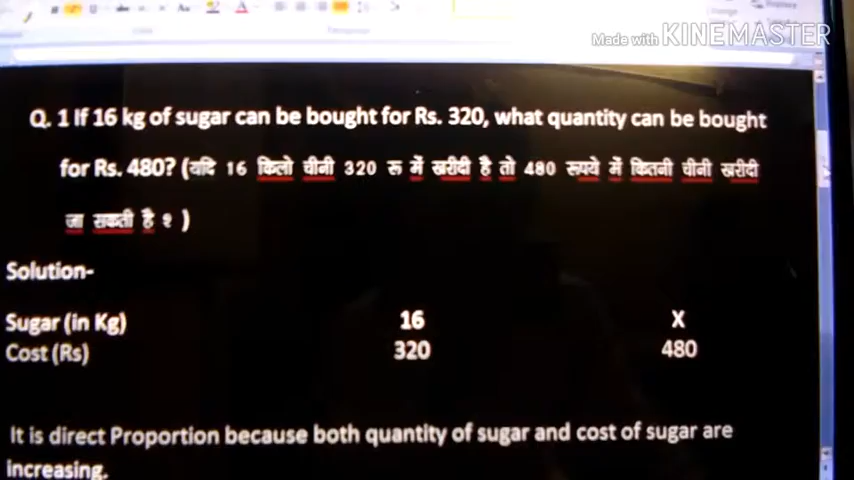 Made with KINEMASTER
Q. 1 If 16 kg of sugar can be bought for Rs. 320, what quantity can be bought
for Rs. 480? (यदि 16 किलो चीनी 320 रू में खरीदी है तो 480 रूपये में कितनी चीनी खरीदी
जा सकती है १ )
Solution-
Sugar (in Kg) 16 X
Cost (Rs) 320 480
It is direct Proportion because both quantity of sugar and cost of sugar are
increasing.